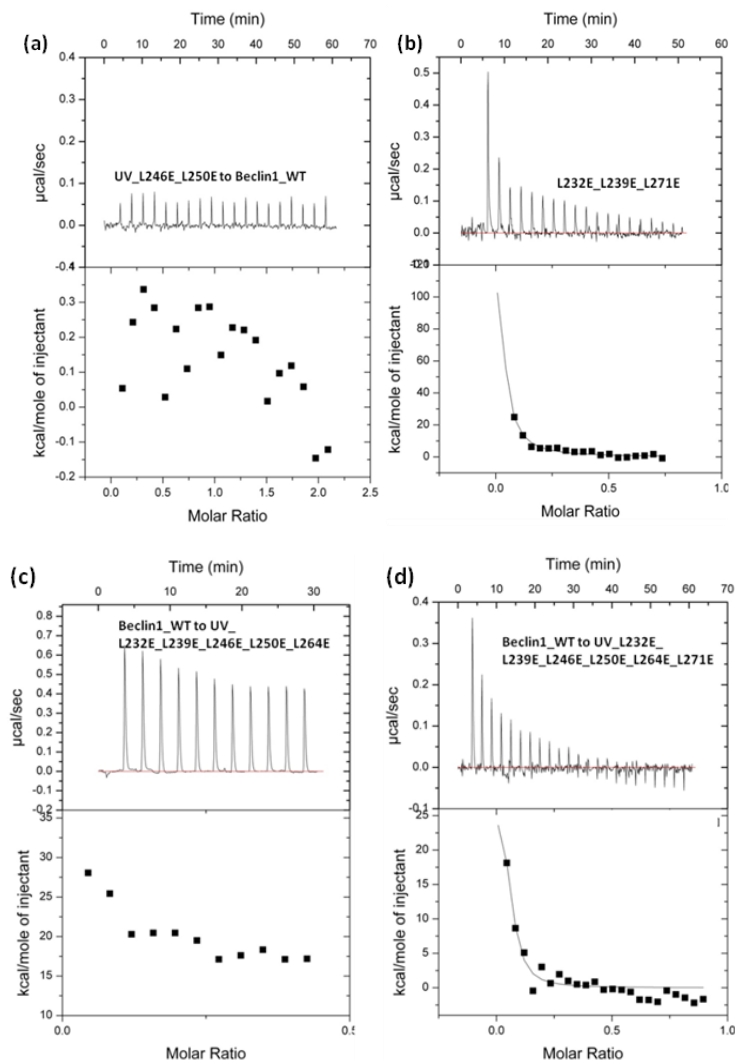 (a)
Time (min)
0 10 20 30 40 50 60 70
0.4
0.3
0.2
0.1
0.0
µcal/sec
UV_L246E_L250E to Beclin1_WT
0.3
0.2
0.1
0.0
-0.1
-0.2
kcal/mole of injectant
0.0 0.5 1.0 1.5 2.0 2.5
Molar Ratio
(b)
Time (min)
0 10 20 30 40 50 60
0.5
0.4
0.3
0.2
0.1
0.0
µcal/sec
L232E_L239E_L271E
100
80
60
40
20
0
kcal/mole of injectant
0.0 0.5 1.0
Molar Ratio
(c)
Time (min)
0 10 20 30
0.8
0.7
0.6
0.5
0.4
0.3
0.2
0.1
0.0
-0.1
-0.2
µcal/sec
Beclin1_WT to UV_
L232E_L239E_L246E_L250E_L264E
35
30
25
20
15
10
kcal/mole of injectant
0.0 0.5
Molar Ratio
(d)
Time (min)
0 10 20 30 40 50 60 70
0.4
0.3
0.2
0.1
0.0
-0.1
µcal/sec
Beclin1_WT to UV_L232E_
L239E_L246E_L250E_L264E_L271E
25
20
15
10
5
0
kcal/mole of injectant
0.0 0.5 1.0
Molar Ratio